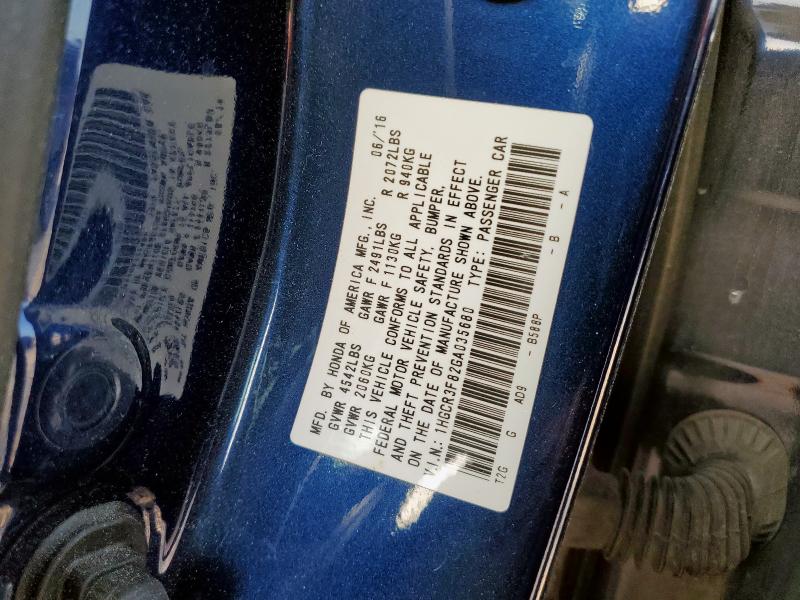 MFD. BY HONDA OF AMERICA MFG., INC. 06/'16
GVWR 4542LBS GAWR F 2491LBS R 2072LBS
GVWR 2060KG GAWR F 1130KG R 940KG
THIS VEHICLE CONFORMS TO ALL APPLICABLE
FEDERAL MOTOR VEHICLE SAFETY, BUMPER,
AND THEFT PREVENTION STANDARDS IN EFFECT
ON THE DATE OF MANUFACTURE SHOWN ABOVE.
V.I.N.: 1HGCR3F82GA035680 TYPE: PASSENGER CAR
T2G G AD9 - B588P - B - A